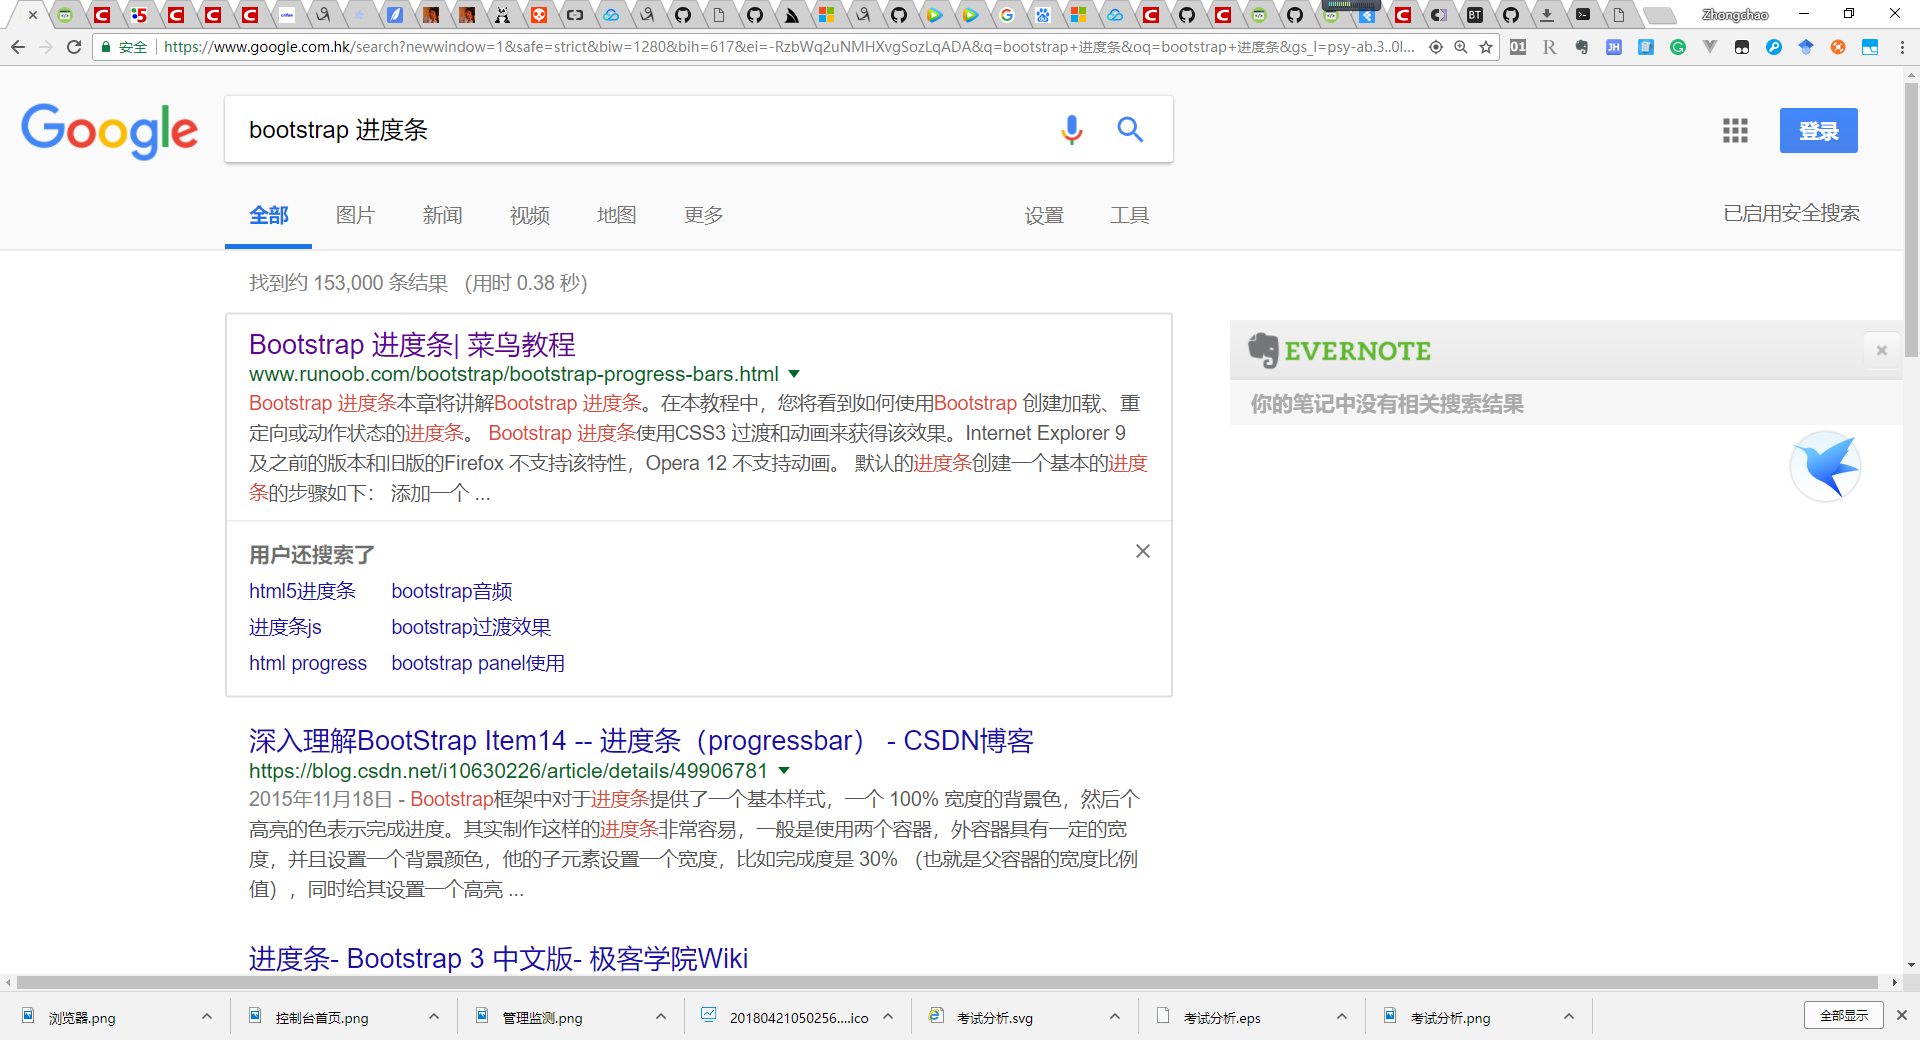 Zhongchao
安全 https://www.google.com.hk/search?newwindow=1&safe=strict&biw=1280&bih=617&ei=-RzbWq2uNMHXvgSozLqADA&q=bootstrap+进度条&oq=bootstrap+进度条&gs_l=psy-ab.3..0l...
Google
bootstrap 进度条
登录
全部 图片 新闻 视频 地图 更多 设置 工具
已启用安全搜索
找到约 153,000 条结果 (用时 0.38 秒)
Bootstrap 进度条| 菜鸟教程
www.runoob.com/bootstrap/bootstrap-progress-bars.html
Bootstrap 进度条本章将讲解Bootstrap 进度条。在本教程中，您将看到如何使用Bootstrap 创建加载、重
定向或动作状态的进度条。 Bootstrap 进度条使用CSS3 过渡和动画来获得该效果。Internet Explorer 9
及之前的版本和旧版的Firefox 不支持该特性，Opera 12 不支持动画。 默认的进度条创建一个基本的进度
条的步骤如下： 添加一个 ...
用户还搜索了
html5进度条 bootstrap音频
进度条js bootstrap过渡效果
html progress bootstrap panel使用
EVERNOTE
你的笔记中没有相关搜索结果
深入理解BootStrap Item14 -- 进度条（progressbar） - CSDN博客
https://blog.csdn.net/i10630226/article/details/49906781
2015年11月18日 - Bootstrap框架中对于进度条提供了一个基本样式，一个 100% 宽度的背景色，然后个
高亮的色表示完成进度。其实制作这样的进度条非常容易，一般是使用两个容器，外容器具有一定的宽
度，并且设置一个背景颜色，他的子元素设置一个宽度，比如完成度是 30% （也就是父容器的宽度比例
值），同时给其设置一个高亮 ...
进度条- Bootstrap 3 中文版- 极客学院Wiki
浏览器.png 控制台首页.png 管理监测.png 20180421050256....ico 考试分析.svg 考试分析.eps 考试分析.png 全部显示